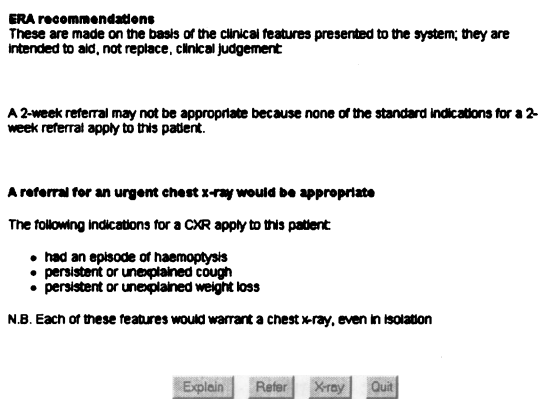 ERA recommendations
These are made on the basis of the clinical features presented to the system; they are
intended to aid, not replace, clinical judgement:
A 2-week referral may not be appropriate because none of the standard indications for a 2-
week referral apply to this patient.
A referral for an urgent chest x-ray would be appropriate
The following indications for a CXR apply to this patient:
• had an episode of haemoptysis
• persistent or unexplained cough
• persistent or unexplained weight loss
N.B. Each of these features would warrant a chest x-ray, even in isolation
Explain Refer X-ray Quit